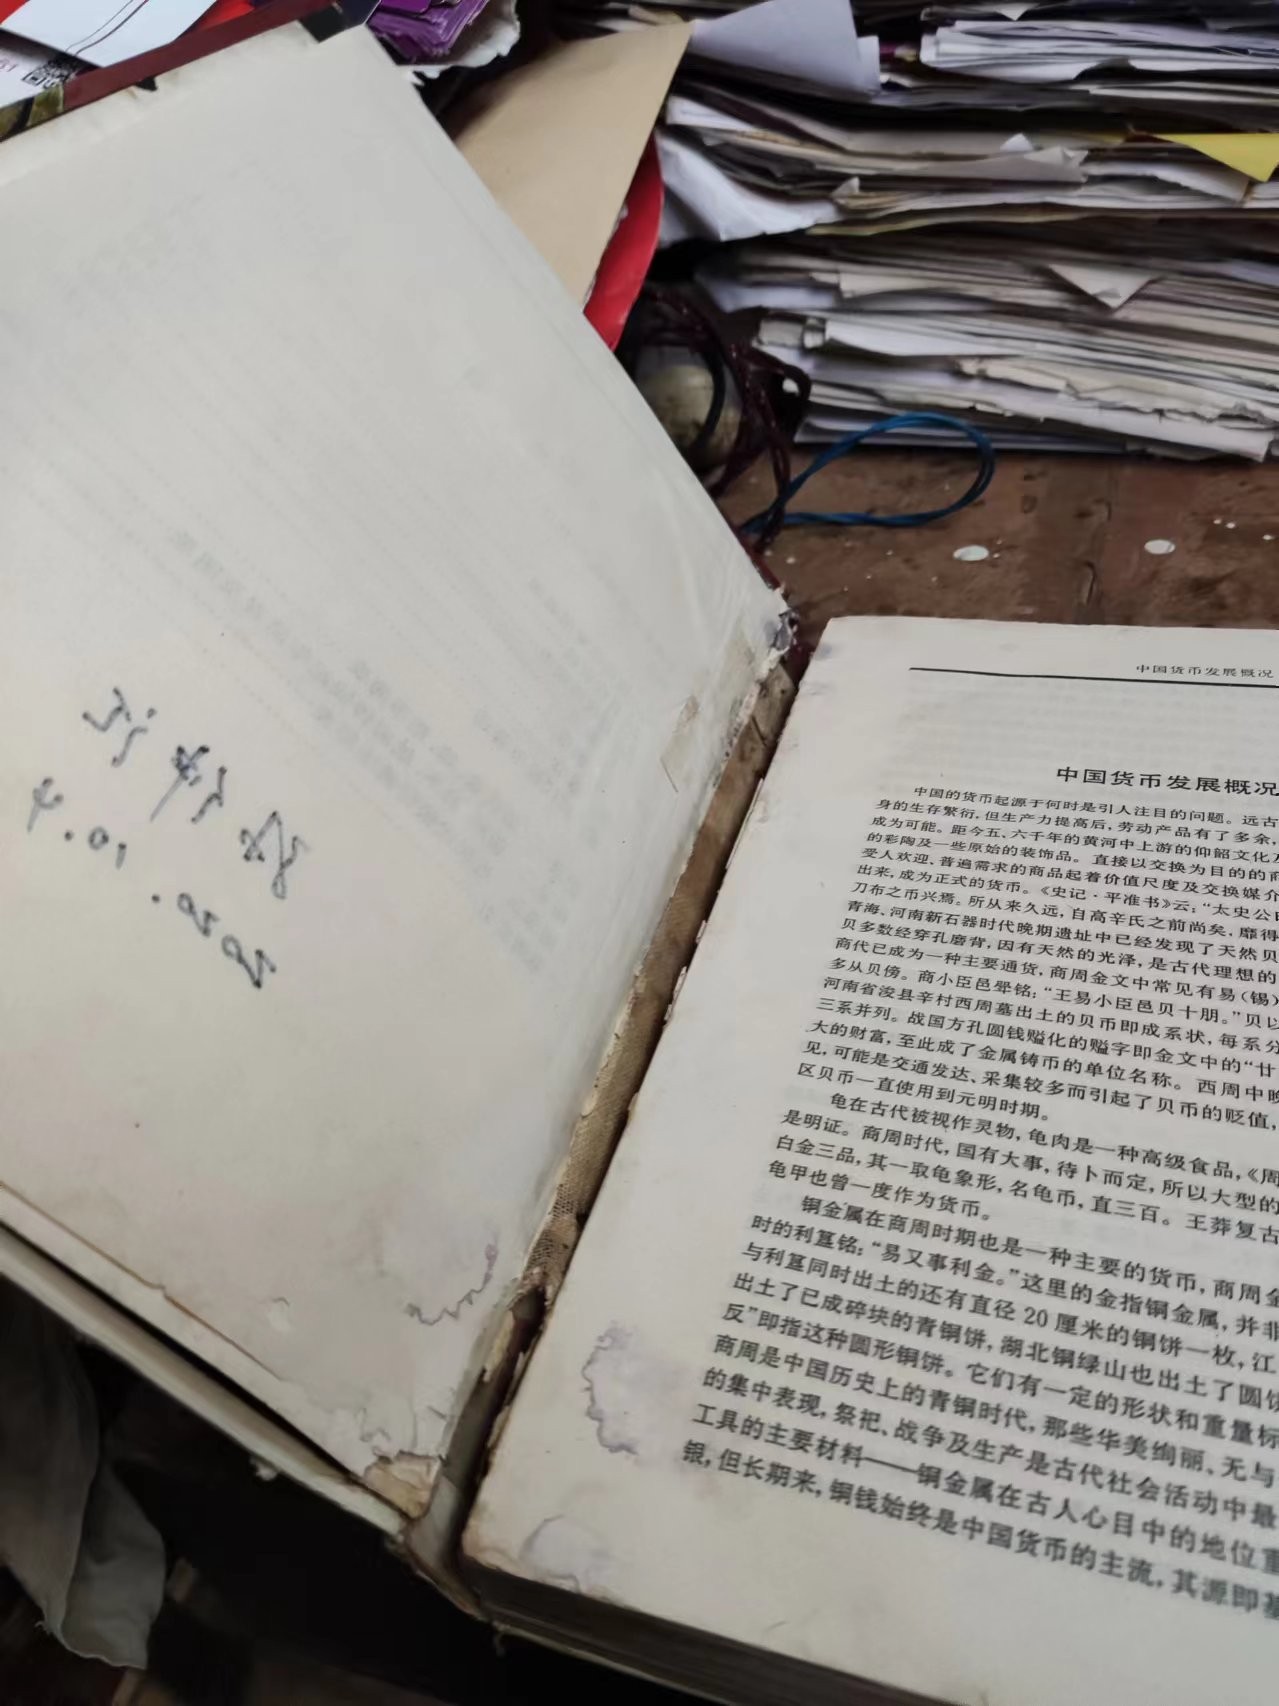 中国货币发展概况
中国货币发展概况
中国的货币起源于何时是引人注目的问题。远古
身的生存繁衍,但生产力提高后,劳动产品有了多余,
成为可能。距今五、六千年的黄河中上游的仰韶文化及
的彩陶及一些原始的装饰品。直接以交换为目的的商
受人欢迎、普遍需求的商品起着价值尺度及交换媒介
出来,成为正式的货币。《史记·平准书》云:“太史公曰
刀布之币兴焉。所从来久远,自高辛氏之前尚矣,靡得
青海、河南新石器时代晚期遗址中已经发现了天然贝
贝多数经穿孔磨背,因有天然的光泽,是古代理想的
商代已成为一种主要通货,商周金文中常见有易(锡)
多从贝傍。商小臣邑斝铭:“王易小臣邑贝十朋。”贝以
河南省浚县辛村西周墓出土的贝币即成系状,每系分
三系并列。战国方孔圆钱賹化的賹字即金文中的“廿
大的财富,至此成了金属铸币的单位名称。西周中晚
见,可能是交通发达、采集较多而引起了贝币的贬值,
区贝币一直使用到元明时期。
龟在古代被视作灵物,龟肉是一种高级食品,《周
是明证。商周时代,国有大事,待卜而定,所以大型的
白金三品,其一取龟象形,名龟币,直三百。王莽复古
龟甲也曾一度作为货币。
铜金属在商周时期也是一种主要的货币,商周金
时的利簋铭:“易又事利金。”这里的金指铜金属,并非
与利簋同时出土的还有直径20厘米的铜饼一枚,江
出土了已成碎块的青铜饼,湖北铜绿山也出土了圆饼
反”即指这种圆形铜饼。它们有一定的形状和重量标
商周是中国历史上的青铜时代,那些华美绚丽、无与
的集中表现,祭祀、战争及生产是古代社会活动中最
工具的主要材料——铜金属在古人心目中的地位重
银,但长期来,铜钱始终是中国货币的主流,其源即基